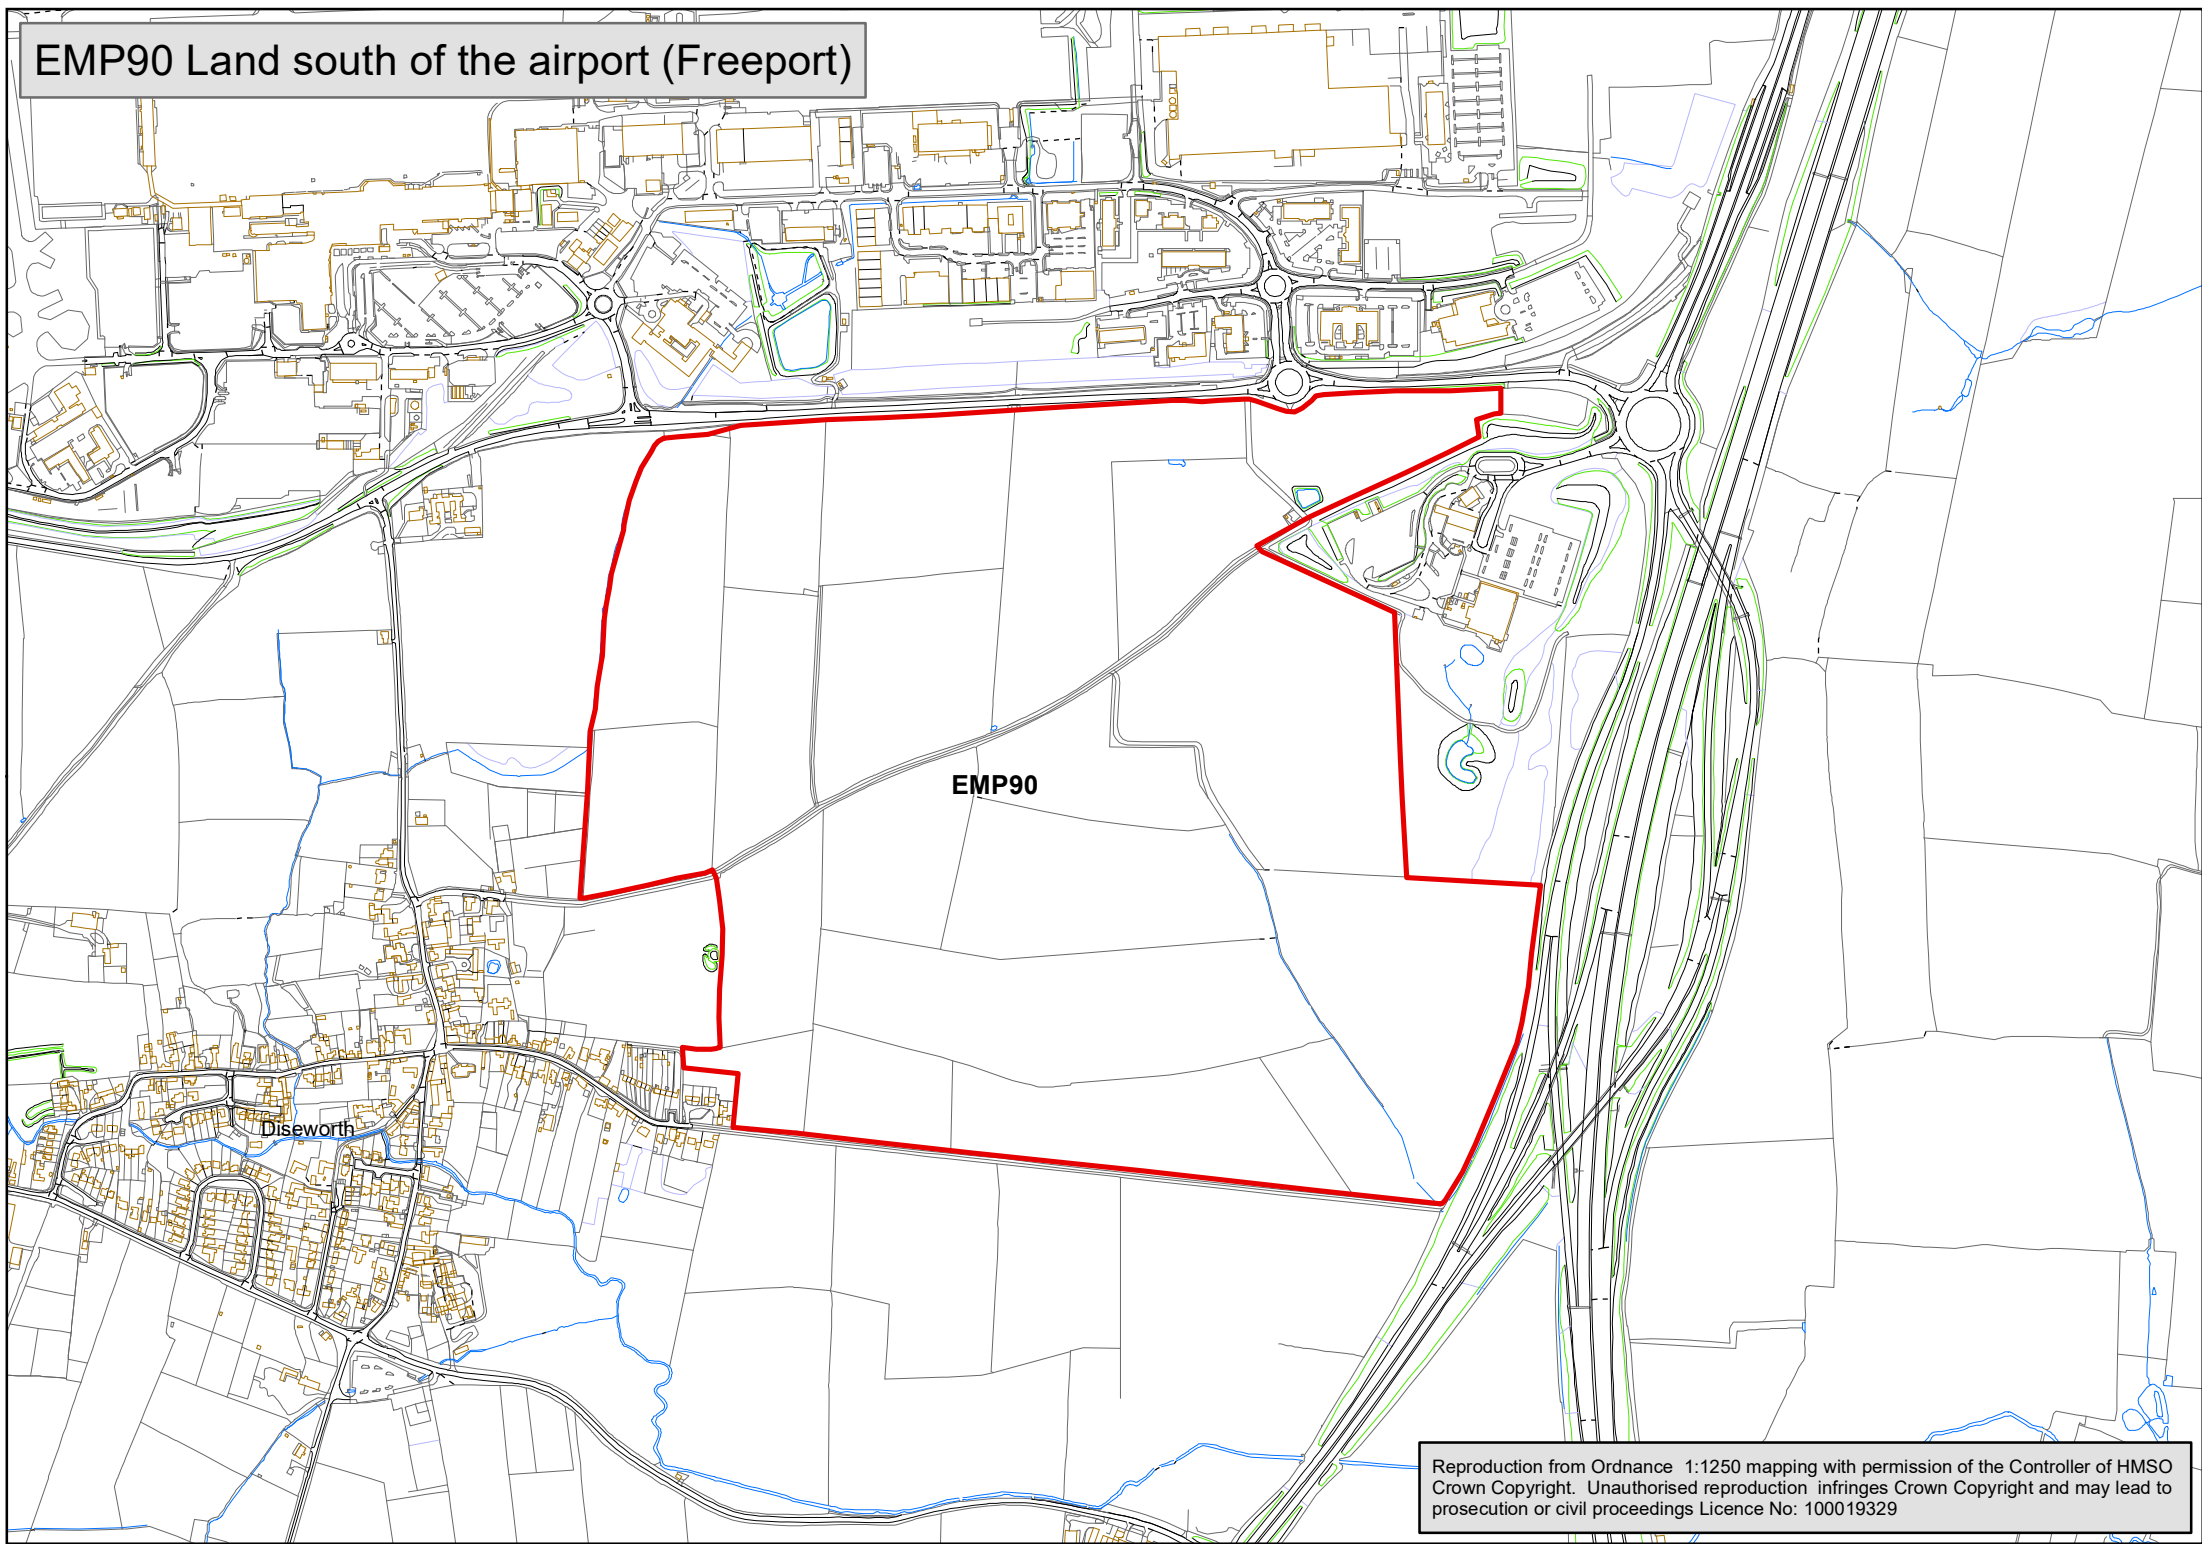 EMP90 Land south of the airport (Freeport)
EMP90
Diseworth
Reproduction from Ordnance 1:1250 mapping with permission of the Controller of HMSO
Crown Copyright. Unauthorised reproduction infringes Crown Copyright and may lead to
prosecution or civil proceedings Licence No: 100019329